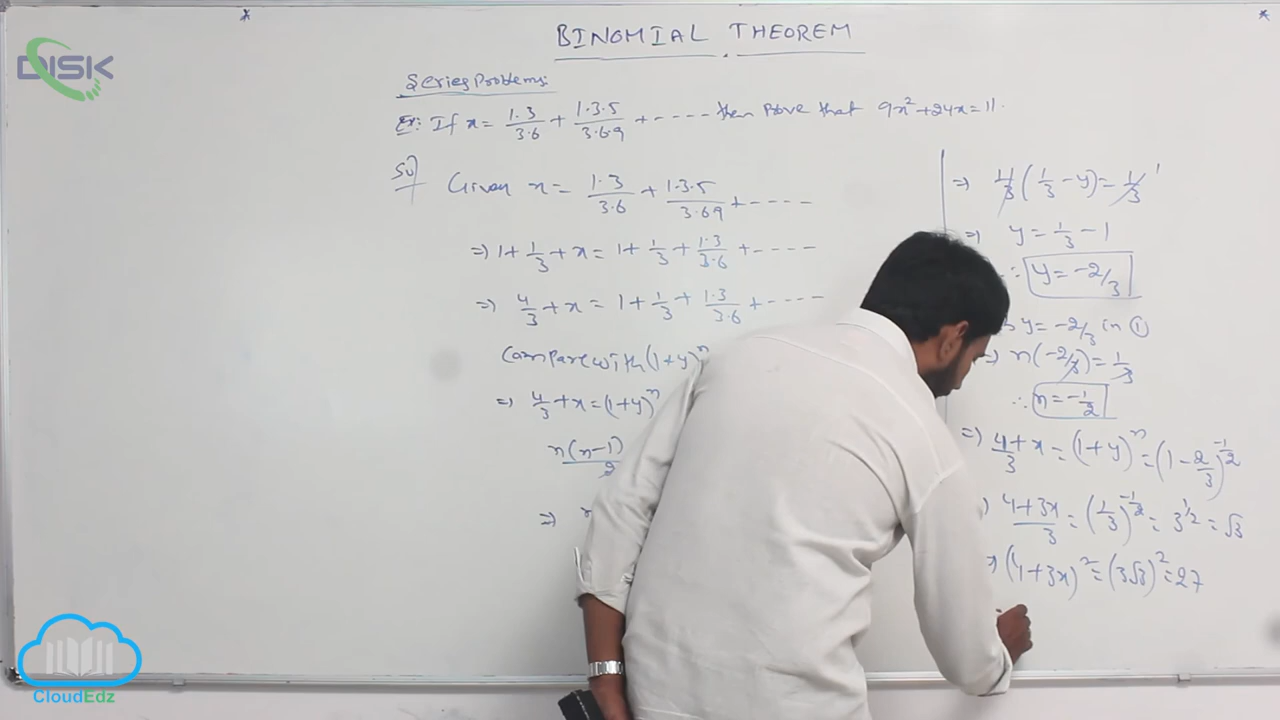 DISK
BINOMIAL THEOREM
Series Problems:
Ex: If x = 1·3/3·6 + 1·3·5/3·6·9 + ---- then Prove that 9x² + 24x = 11.
Sol Given x = 1·3/3·6 + 1·3·5/3·6 9 + ----
=) 1 + 1/3 + x = 1 + 1/3 + 1·3/3·6 + ----
=) 4/3 + x = 1 + 1/3 + 1·3/3·6 + ----
Compare with (1+y)ⁿ
=) 4/3 + x = (1+y)ⁿ
n(n-1)
=)
=) (1/3 - y) = 1/3
=) y = 1/3 - 1
∴ y = -2/3
y = -2/3 in ①
=) n(-2/3) = 1/3
∴ n = -1/2
=) 4/3 + x = (1+y)ⁿ = (1 - 2/3)^-1/2
) 4+3x/3 = (1/3)^-1/2 = 3^1/2 = √3
(4+3x)² = (3√3)² = 27
CloudEdz